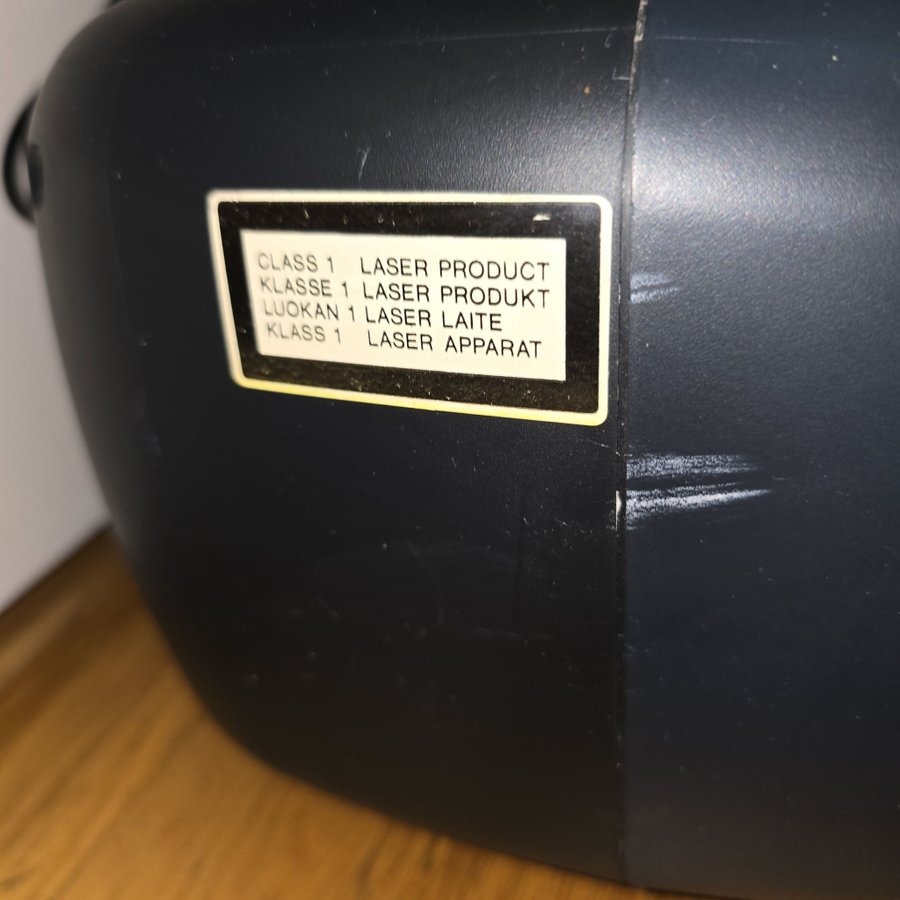 CLASS 1 LASER PRODUCT
KLASSE 1 LASER PRODUKT
LUOKAN 1 LASER LAITE
KLASS 1 LASER APPARAT